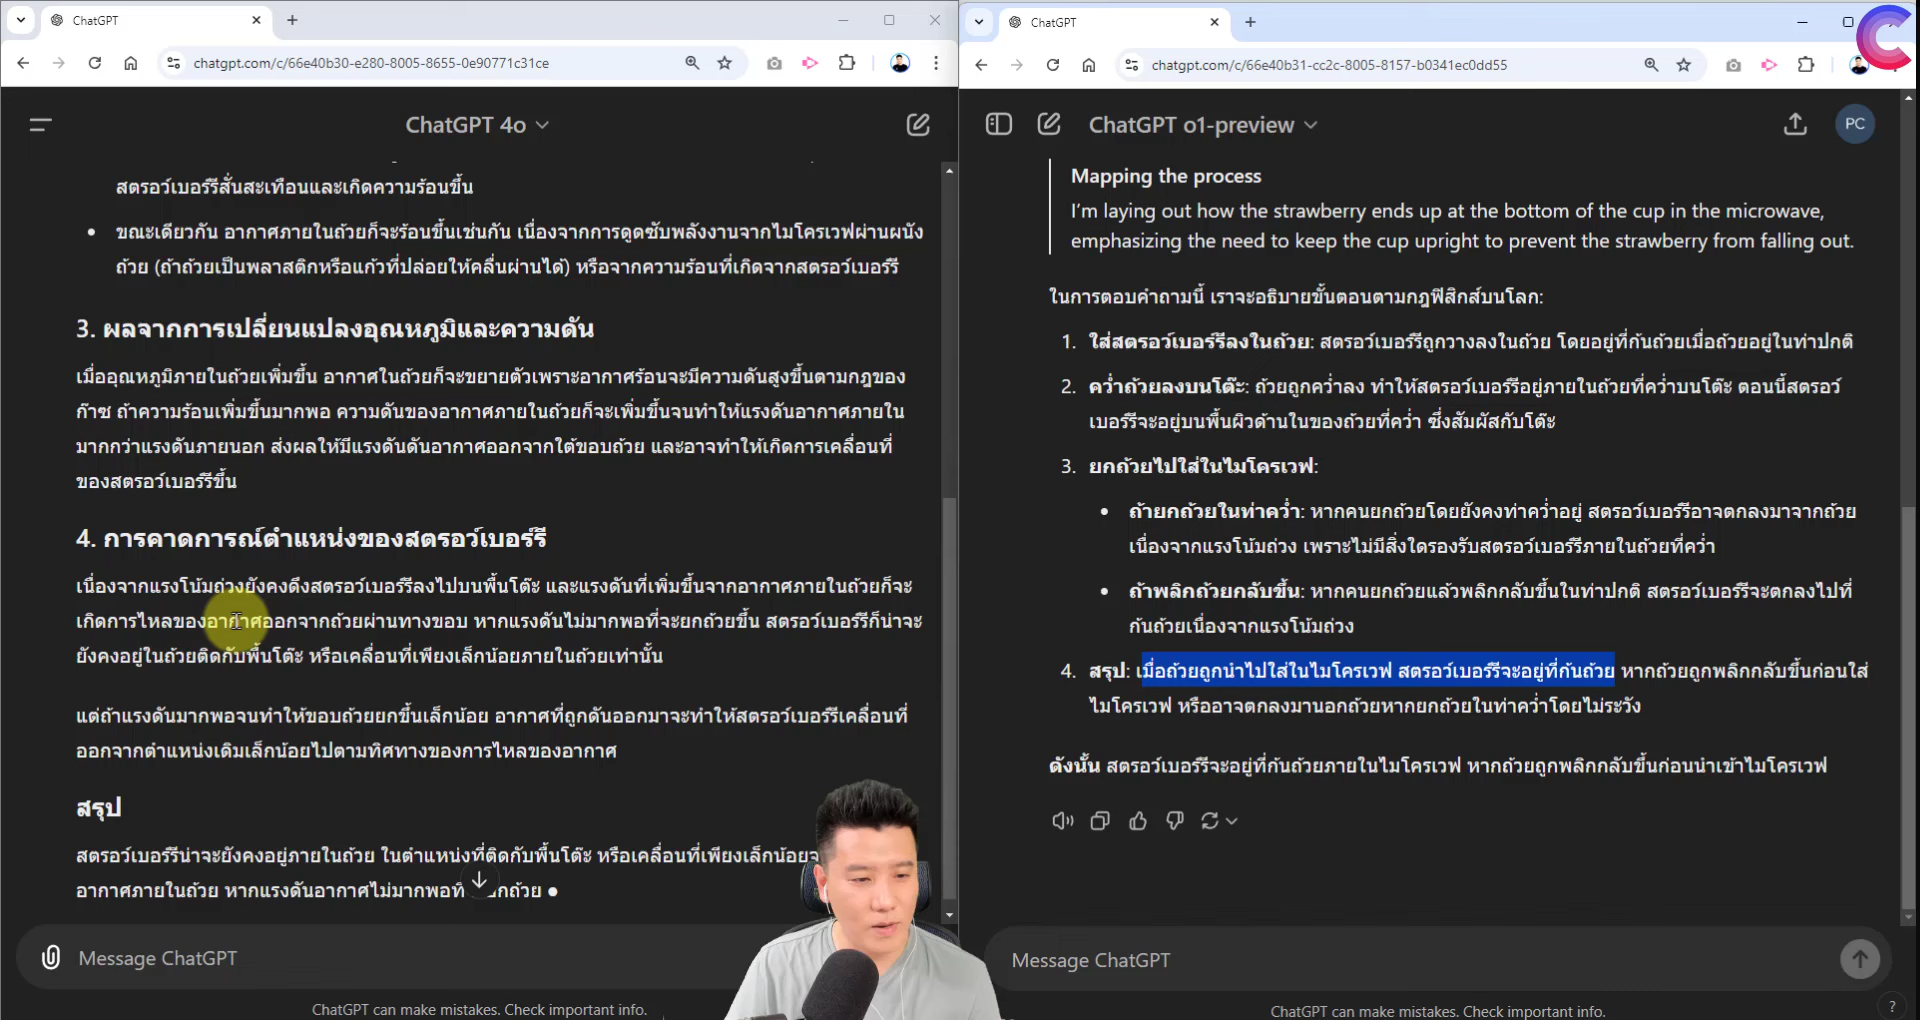 ChatGPT
chatgpt.com/c/66e40b30-e280-8005-8655-0e90771c31ce
ChatGPT 4o
สตรอว์เบอร์รีสั่นสะเทือนและเกิดความร้อนขึ้น
• ขณะเดียวกัน อากาศภายในถ้วยก็จะร้อนขึ้นเช่นกัน เนื่องจากการดูดซับพลังงานจากไมโครเวฟผ่านผนัง
ถ้วย (ถ้าถ้วยเป็นพลาสติกหรือแก้วที่ปล่อยให้คลื่นผ่านได้) หรือจากความร้อนที่เกิดจากสตรอว์เบอร์รี
3. ผลจากการเปลี่ยนแปลงอุณหภูมิและความดัน
เมื่ออุณหภูมิภายในถ้วยเพิ่มขึ้น อากาศในถ้วยก็จะขยายตัวเพราะอากาศร้อนจะมีความดันสูงขึ้นตามกฎของ
ก๊าซ ถ้าความร้อนเพิ่มขึ้นมากพอ ความดันของอากาศภายในถ้วยก็จะเพิ่มขึ้นจนทำให้แรงดันอากาศภายใน
มากกว่าแรงดันภายนอก ส่งผลให้มีแรงดันดันอากาศออกจากใต้ขอบถ้วย และอาจทำให้เกิดการเคลื่อนที่
ของสตรอว์เบอร์รีขึ้น
4. การคาดการณ์ตำแหน่งของสตรอว์เบอร์รี
เนื่องจากแรงโน้มถ่วงยังคงดึงสตรอว์เบอร์รีลงไปบนพื้นโต๊ะ และแรงดันที่เพิ่มขึ้นจากอากาศภายในถ้วยก็จะ
เกิดการไหลของอากาศออกจากถ้วยผ่านทางขอบ หากแรงดันไม่มากพอที่จะยกถ้วยขึ้น สตรอว์เบอร์รีก็น่าจะ
ยังคงอยู่ในถ้วยติดกับพื้นโต๊ะ หรือเคลื่อนที่เพียงเล็กน้อยภายในถ้วยเท่านั้น
แต่ถ้าแรงดันมากพอจนทำให้ขอบถ้วยยกขึ้นเล็กน้อย อากาศที่ถูกดันออกมาจะทำให้สตรอว์เบอร์รีเคลื่อนที่
ออกจากตำแหน่งเดิมเล็กน้อยไปตามทิศทางของการไหลของอากาศ
สรุป
สตรอว์เบอร์รีน่าจะยังคงอยู่ภายในถ้วย ในตำแหน่งที่ติดกับพื้นโต๊ะ หรือเคลื่อนที่เพียงเล็กน้อย
อากาศภายในถ้วย หากแรงดันอากาศไม่มากพอ
Message ChatGPT
ChatGPT can make mistakes. Check important info.
ChatGPT
chatgpt.com/c/66e40b31-cc2c-8005-8157-b0341ec0dd55
ChatGPT o1-preview
PC
Mapping the process
I'm laying out how the strawberry ends up at the bottom of the cup in the microwave,
emphasizing the need to keep the cup upright to prevent the strawberry from falling out.
ในการตอบคำถามนี้ เราจะอธิบายขั้นตอนตามกฎฟิสิกส์บนโลก:
1. ใส่สตรอว์เบอร์รีลงในถ้วย: สตรอว์เบอร์รีถูกวางลงในถ้วย โดยอยู่ที่ก้นถ้วยเมื่อถ้วยอยู่ในท่าปกติ
2. คว่ำถ้วยลงบนโต๊ะ: ถ้วยถูกคว่ำลง ทำให้สตรอว์เบอร์รีอยู่ภายในถ้วยที่คว่ำบนโต๊ะ ตอนนี้สตรอว์
เบอร์รีจะอยู่บนพื้นผิวด้านในของถ้วยที่คว่ำ ซึ่งสัมผัสกับโต๊ะ
3. ยกถ้วยไปใส่ในไมโครเวฟ:
• ถ้ายกถ้วยในท่าคว่ำ: หากคนยกถ้วยโดยยังคงท่าคว่ำอยู่ สตรอว์เบอร์รีอาจตกลงมาจากถ้วย
เนื่องจากแรงโน้มถ่วง เพราะไม่มีสิ่งใดรองรับสตรอว์เบอร์รีภายในถ้วยที่คว่ำ
• ถ้าพลิกถ้วยกลับขึ้น: หากคนยกถ้วยแล้วพลิกกลับขึ้นในท่าปกติ สตรอว์เบอร์รีจะตกลงไปที่
ก้นถ้วยเนื่องจากแรงโน้มถ่วง
4. สรุป: เมื่อถ้วยถูกนำไปใส่ในไมโครเวฟ สตรอว์เบอร์รีจะอยู่ที่ก้นถ้วย หากถ้วยถูกพลิกกลับขึ้นก่อนใส่
ไมโครเวฟ หรืออาจตกลงมานอกถ้วยหากยกถ้วยในท่าคว่ำโดยไม่ระวัง
ดังนั้น สตรอว์เบอร์รีจะอยู่ที่ก้นถ้วยภายในไมโครเวฟ หากถ้วยถูกพลิกกลับขึ้นก่อนนำเข้าไมโครเวฟ
Message ChatGPT
ChatGPT can make mistakes. Check important info.
?